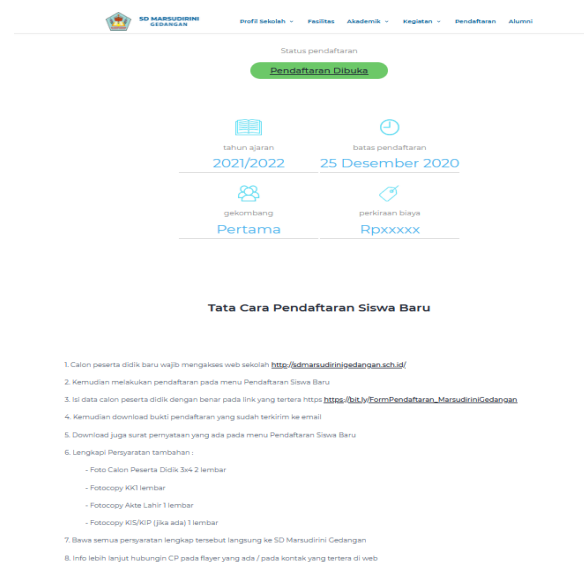 SD MARSUDIRINI
GEDANGAN
Profil Sekolah
Fasilitas
Akademik
Kegiatan
Pendaftaran
Alumni
Status pendaftaran
Pendaftaran Dibuka
tahun ajaran
2021/2022
batas pendaftaran
25 Desember 2020
gekombang
Pertama
perkiraan biaya
Rpxxxxx
Tata Cara Pendaftaran Siswa Baru
1. Calon peserta didik baru wajib mengakses web sekolah http://sdmarsudirinigedangan.sch.id/
2. Kemudian melakukan pendaftaran pada menu Pendaftaran Siswa Baru
3. Isi data calon peserta didik dengan benar pada link yang tertera https https://bit.ly/FormPendaftaran_MarsudiriniGedangan
4. Kemudian download bukti pendaftaran yang sudah terkirim ke email
5. Download juga surat pernyataan yang ada pada menu Pendaftaran Siswa Baru
6. Lengkapi Persyaratan tambahan :
- Foto Calon Peserta Didik 3x4 2 lembar
- Fotocopy KK1 lembar
- Fotocopy Akte Lahir 1 lembar
- Fotocopy KIS/KIP (jika ada) 1 lembar
7. Bawa semua persyaratan lengkap tersebut langsung ke SD Marsudirini Gedangan
8. Info lebih lanjut hubungin CP pada flayer yang ada / pada kontak yang tertera di web